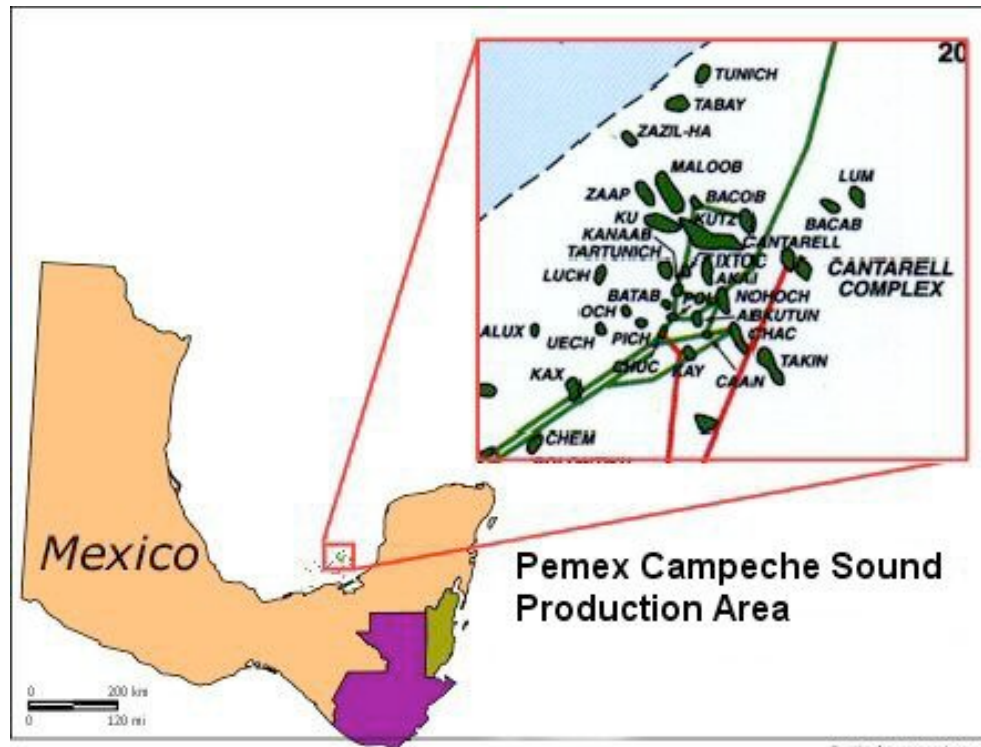 20
TUNICH
TABAY
ZAZIL-HA
MALOOB
LUM
ZAAP
BACOB
KU
KUTZ
BACAB
KANAAB
CANTARELL
TARTUNICH
IXTOC
LUCH
AKAJ
CANTARELL
COMPLEX
BATAB
POL
NOHOCH
OCH
ABKUTUN
ALUX
UECH
PICH
CHAC
CHUC
KAY
TAKIN
KAX
CAAN
CHEM
Mexico
Pemex Campeche Sound
Production Area
0 200 km
0 120 mi